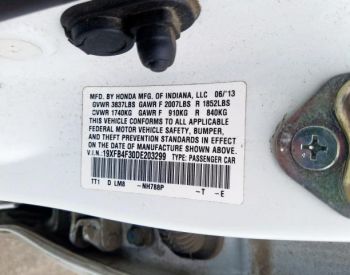 MFD. BY HONDA MFG. OF INDIANA, LLC 06/'13
GVWR 3837LBS GAWR F 2007LBS R 1852LBS
GVWR 1740KG GAWR F 910KG R 840KG
THIS VEHICLE CONFORMS TO ALL APPLICABLE
FEDERAL MOTOR VEHICLE SAFETY, BUMPER,
AND THEFT PREVENTION STANDARDS IN
EFFECT ON THE DATE OF MANUFACTURE
SHOWN ABOVE.
V.I.N.: 19XFB4F30DE203299 TYPE: PASSENGER CAR
TT1 D LM8 -NH788P -T -E